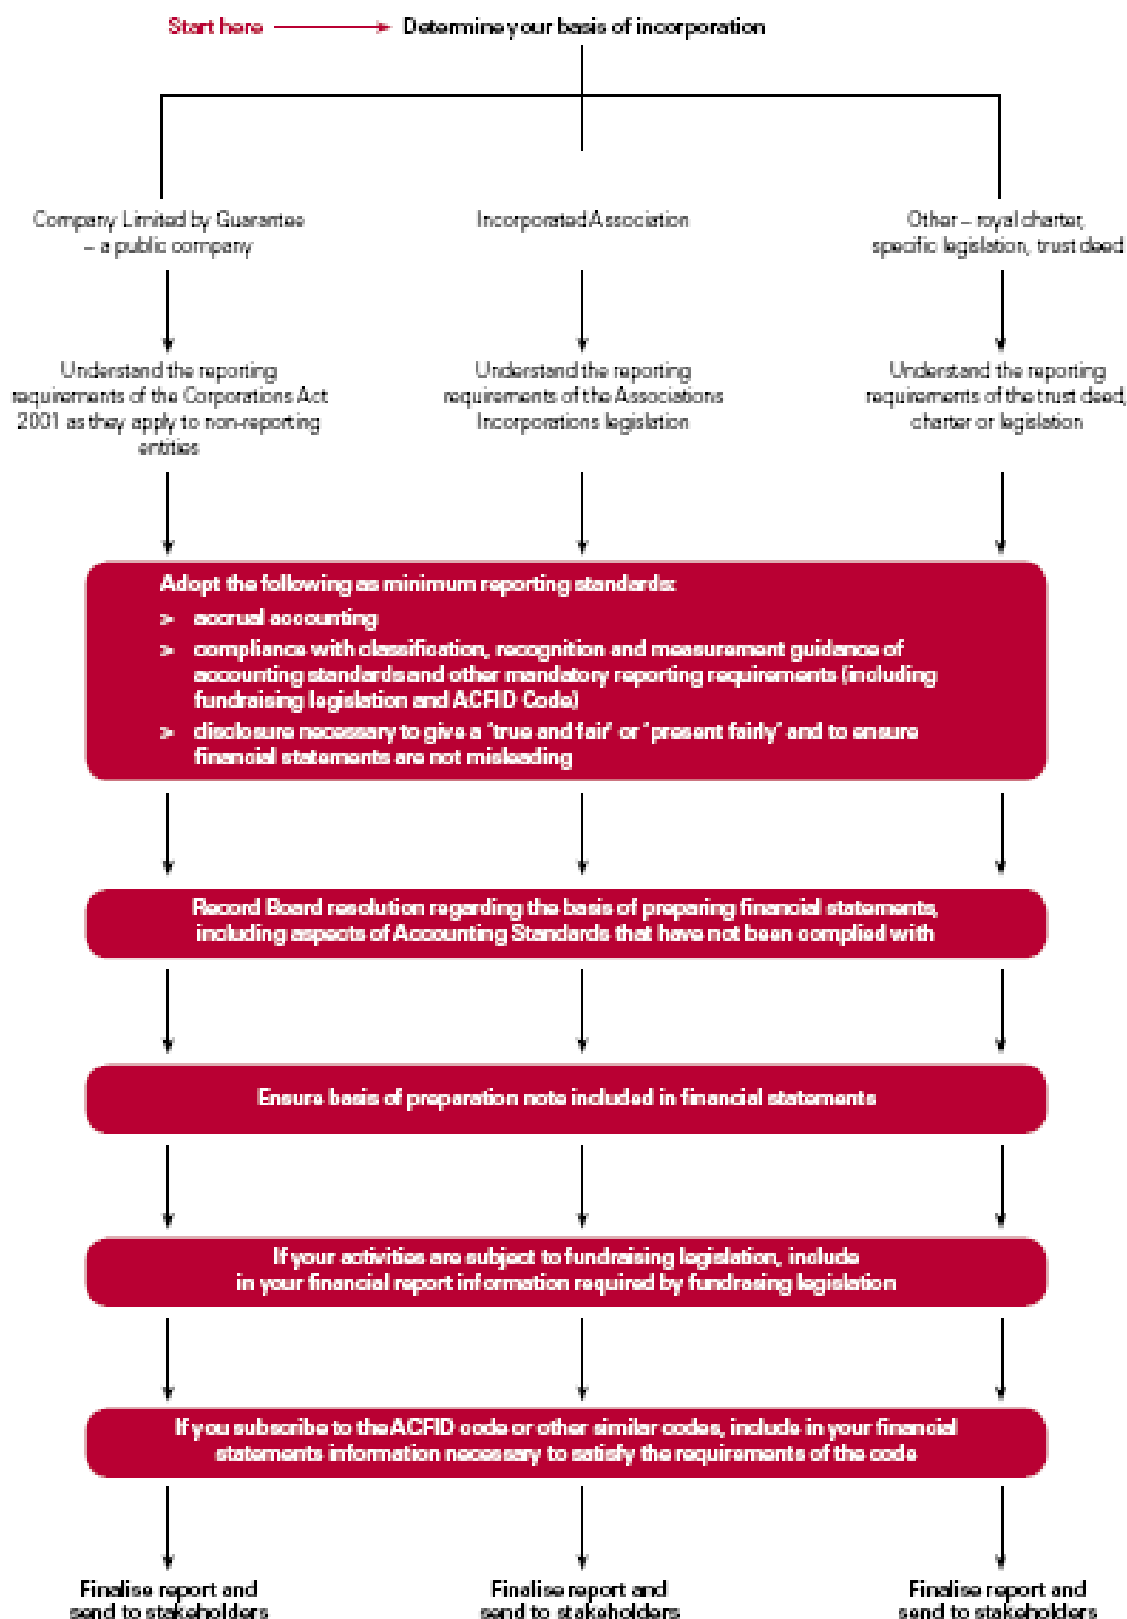 Start here
Determine your basis of incorporation
Company Limited by Guarantee
– a public company
Incorporated Association
Other – royal charter,
specific legislation, trust deed
Understand the reporting
requirements of the Corporations Act
2001 as they apply to non-reporting
entities
Understand the reporting
requirements of the Associations
Incorporations legislation
Understand the reporting
requirements of the trust deed,
charter or legislation
Adopt the following as minimum reporting standards:
> accrual accounting
> compliance with classification, recognition and measurement guidance of
accounting standards and other mandatory reporting requirements (including
fundraising legislation and ACFID Code)
> disclosure necessary to give a 'true and fair' or 'present fairly' and to ensure
financial statements are not misleading
Record Board resolution regarding the basis of preparing financial statements,
including aspects of Accounting Standards that have not been complied with
Ensure basis of preparation note included in financial statements
If your activities are subject to fundraising legislation, include
in your financial report information required by fundrasing legislation
If you subscribe to the ACFID code or other similar codes, include in your financial
statements information necessary to satisfy the requirements of the code
Finalise report and
send to stakeholders
Finalise report and
send to stakeholders
Finalise report and
send to stakeholders